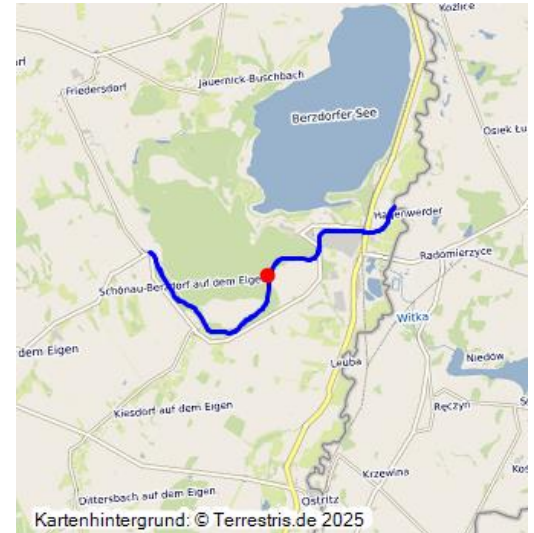 Kozlice
Jauernick-Buschbach
Friedersdorf
Berzdorfer See
Osiek Łu
Hagenwerder
Radomierzyce
Schönau-Berzdorf auf dem Eigen
Witka
dem Eigen
Leuba
Niedów
Kiesdorf auf dem Eigen
Ręczyn
Krzewina
Dittersbach auf dem Eigen
Ostritz
Kartenhintergrund: © Terrestris.de 2025